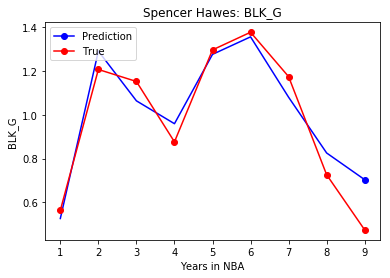 Spencer Hawes: BLK_G
Prediction
True
1.4
1.2
1.0
0.8
0.6
BLK_G
1 2 3 4 5 6 7 8 9
Years in NBA